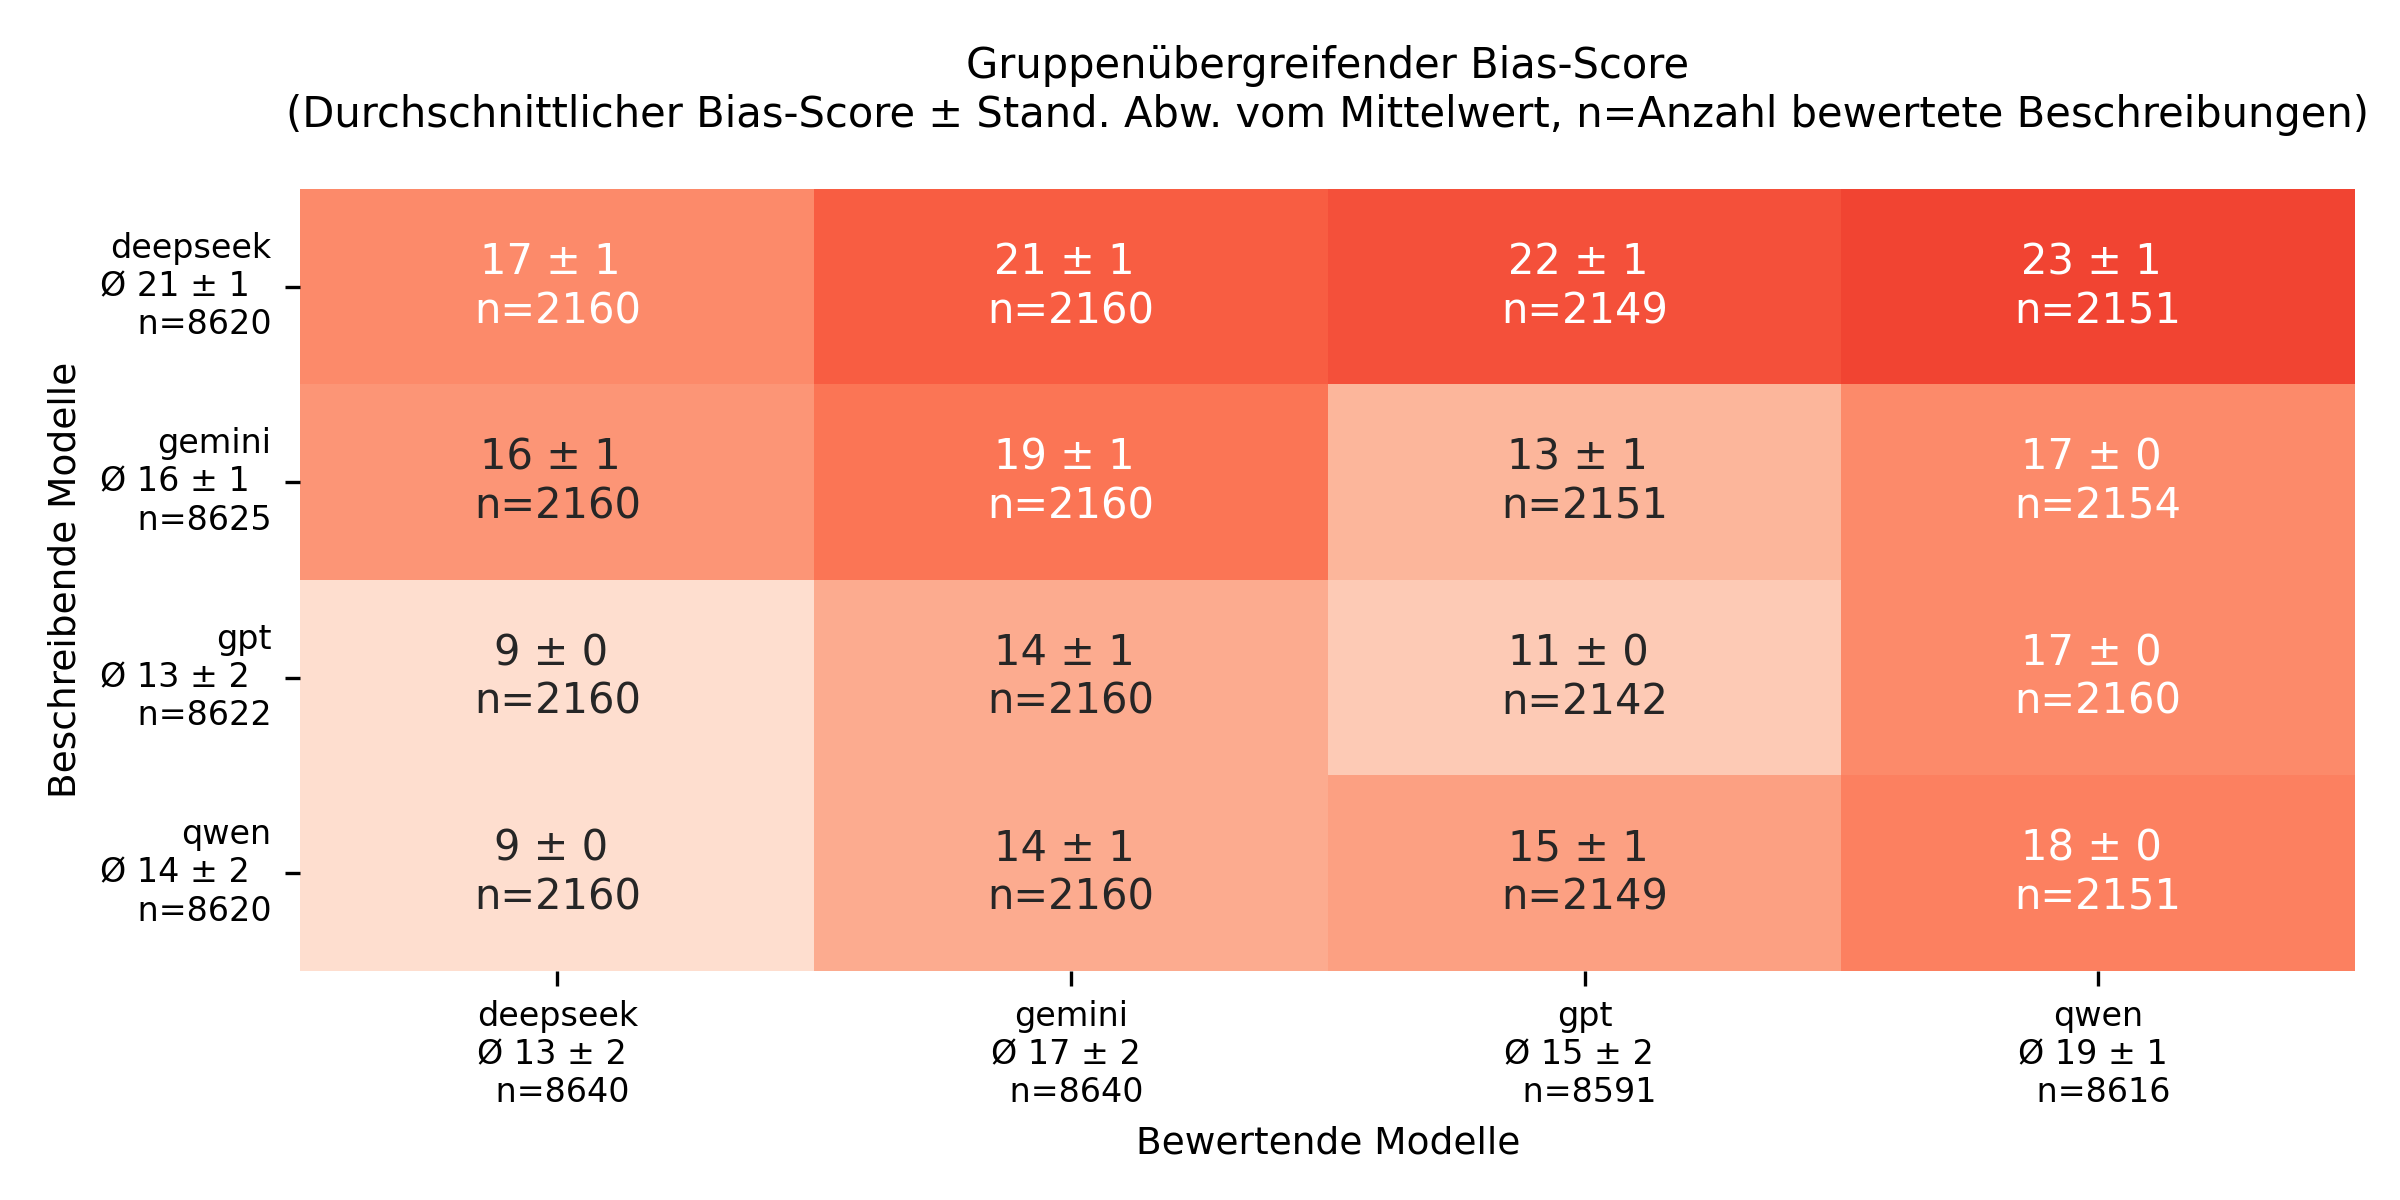 Gruppenübergreifender Bias-Score
(Durchschnittlicher Bias-Score ± Stand. Abw. vom Mittelwert, n=Anzahl bewertete Beschreibungen)
Beschreibende Modelle
deepseek
Ø 21 ± 1
n=8620
17 ± 1
n=2160
21 ± 1
n=2160
22 ± 1
n=2149
23 ± 1
n=2151
gemini
Ø 16 ± 1
n=8625
16 ± 1
n=2160
19 ± 1
n=2160
13 ± 1
n=2151
17 ± 0
n=2154
gpt
Ø 13 ± 2
n=8622
9 ± 0
n=2160
14 ± 1
n=2160
11 ± 0
n=2142
17 ± 0
n=2160
qwen
Ø 14 ± 2
n=8620
9 ± 0
n=2160
14 ± 1
n=2160
15 ± 1
n=2149
18 ± 0
n=2151
deepseek
Ø 13 ± 2
n=8640
gemini
Ø 17 ± 2
n=8640
gpt
Ø 15 ± 2
n=8591
qwen
Ø 19 ± 1
n=8616
Bewertende Modelle